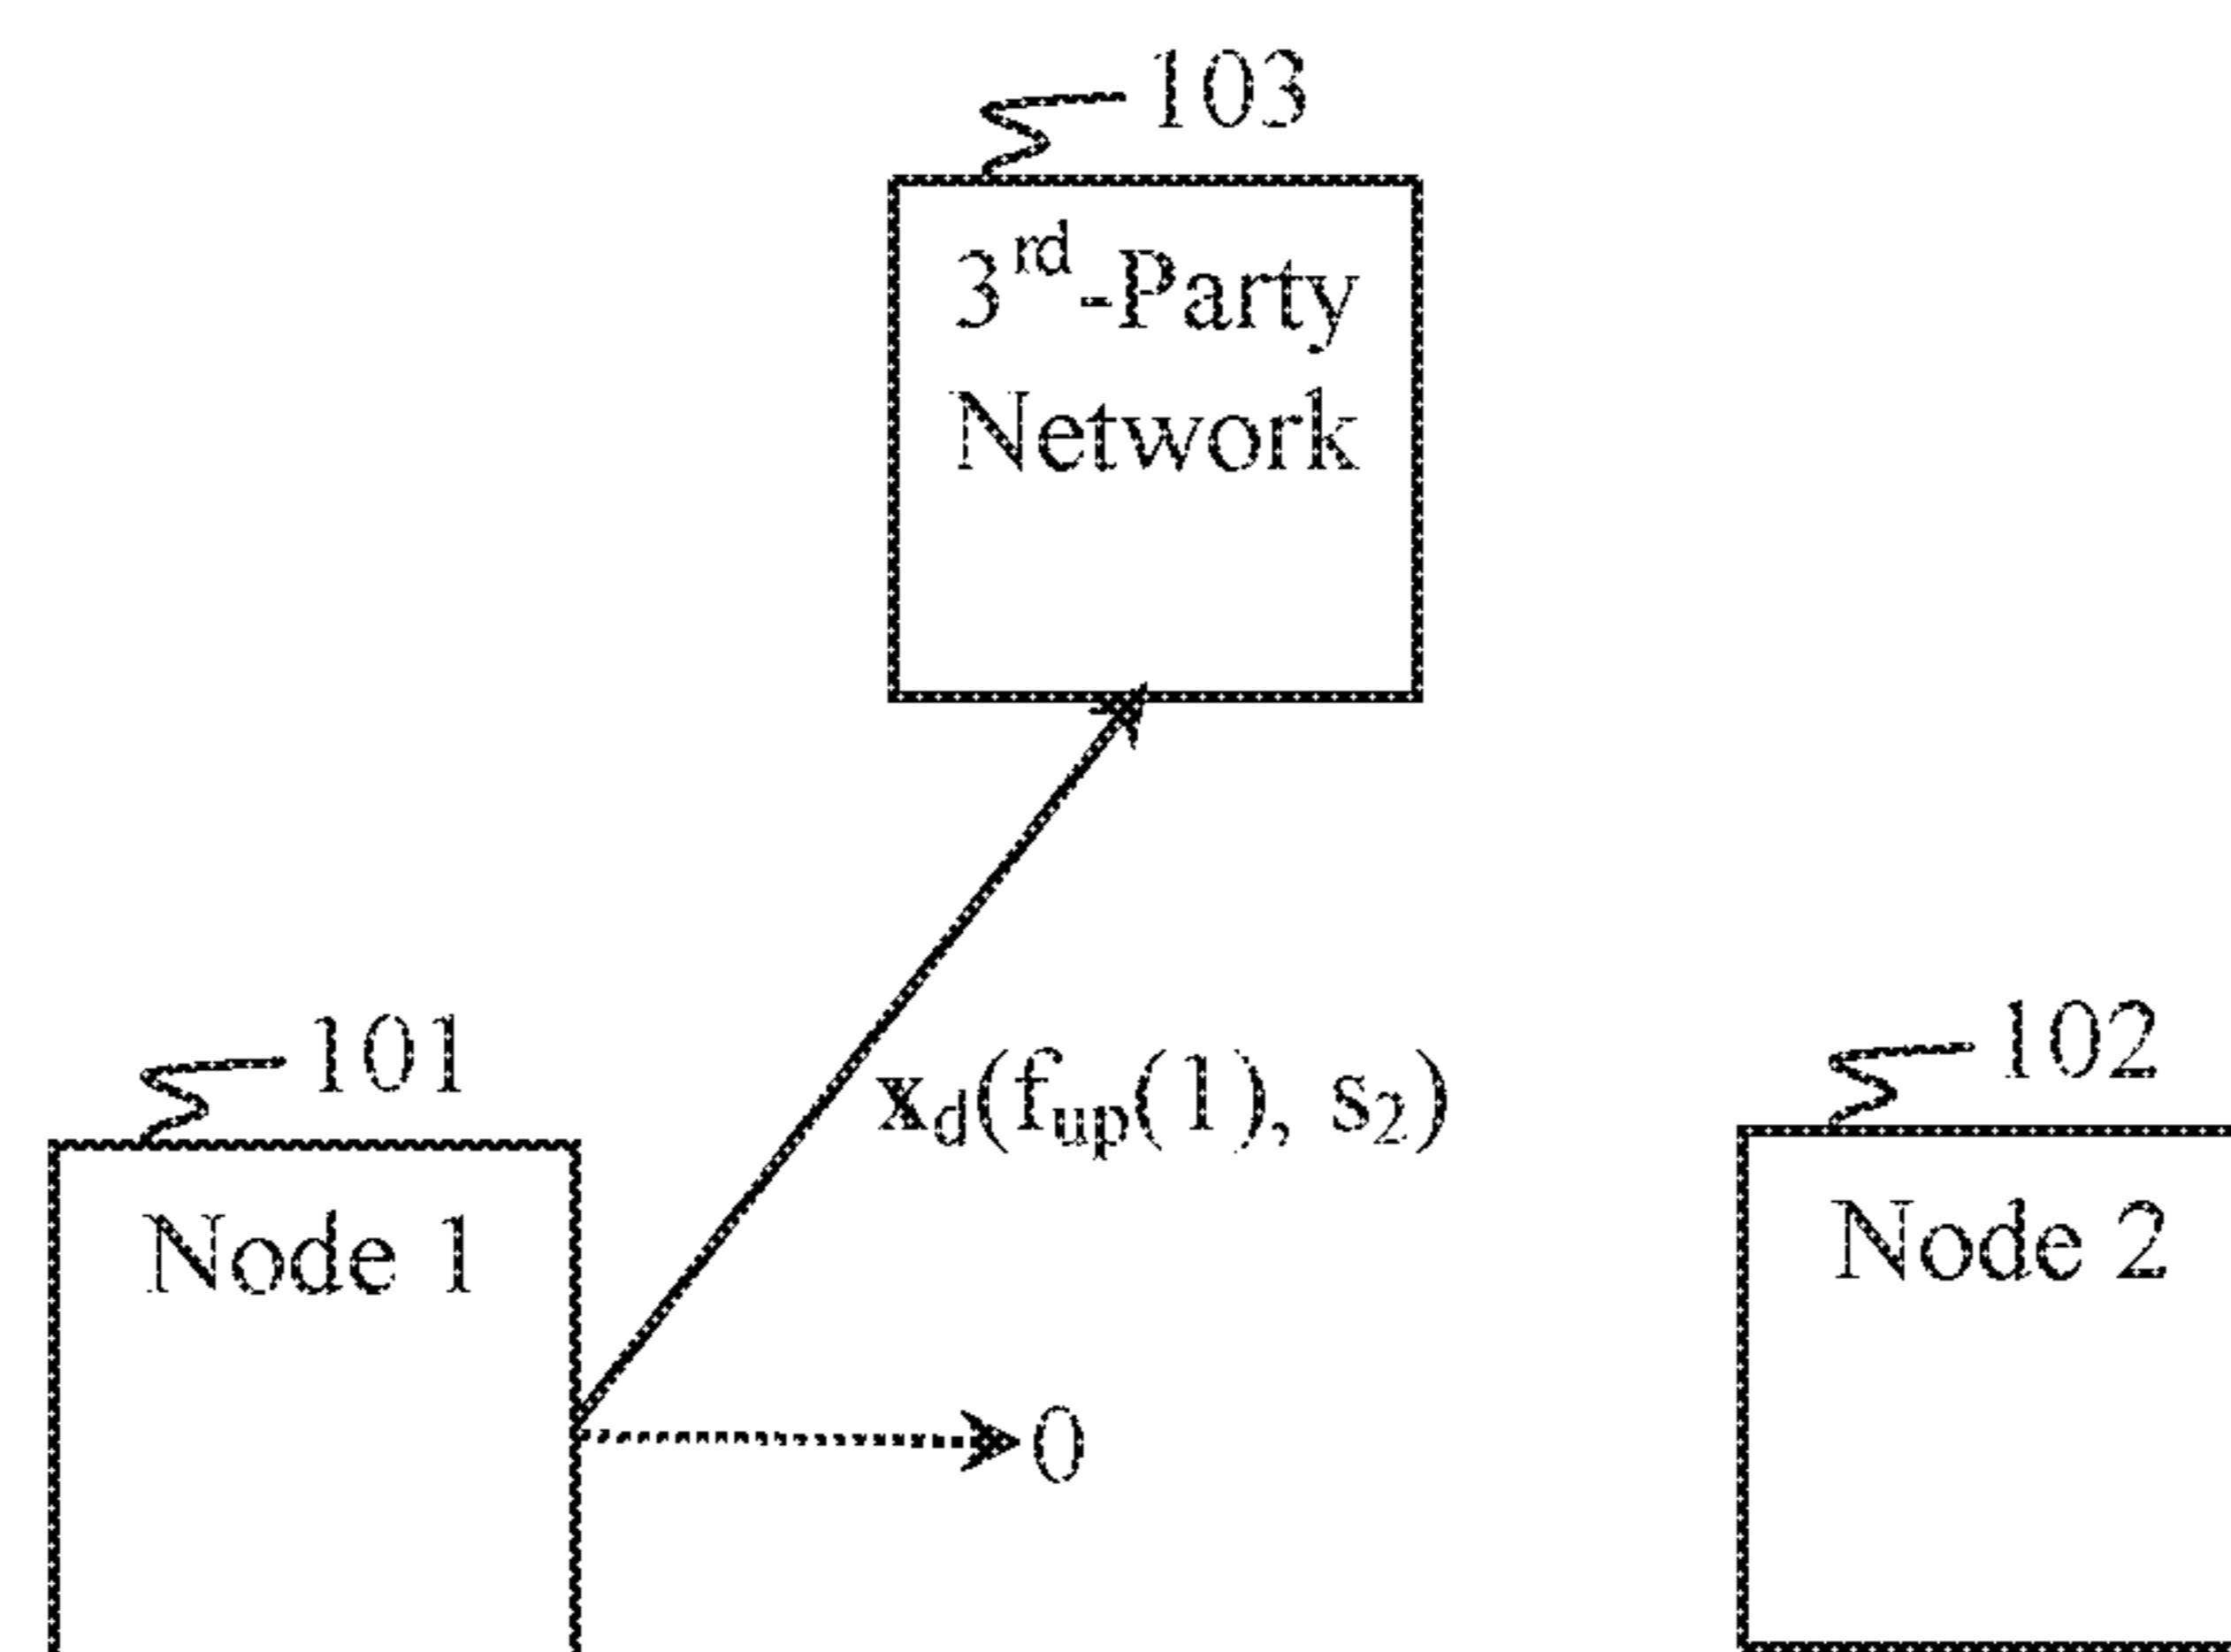 103
3rd-Party
Network
101
102
xd(fup(1), s2)
Node 1
Node 2
0